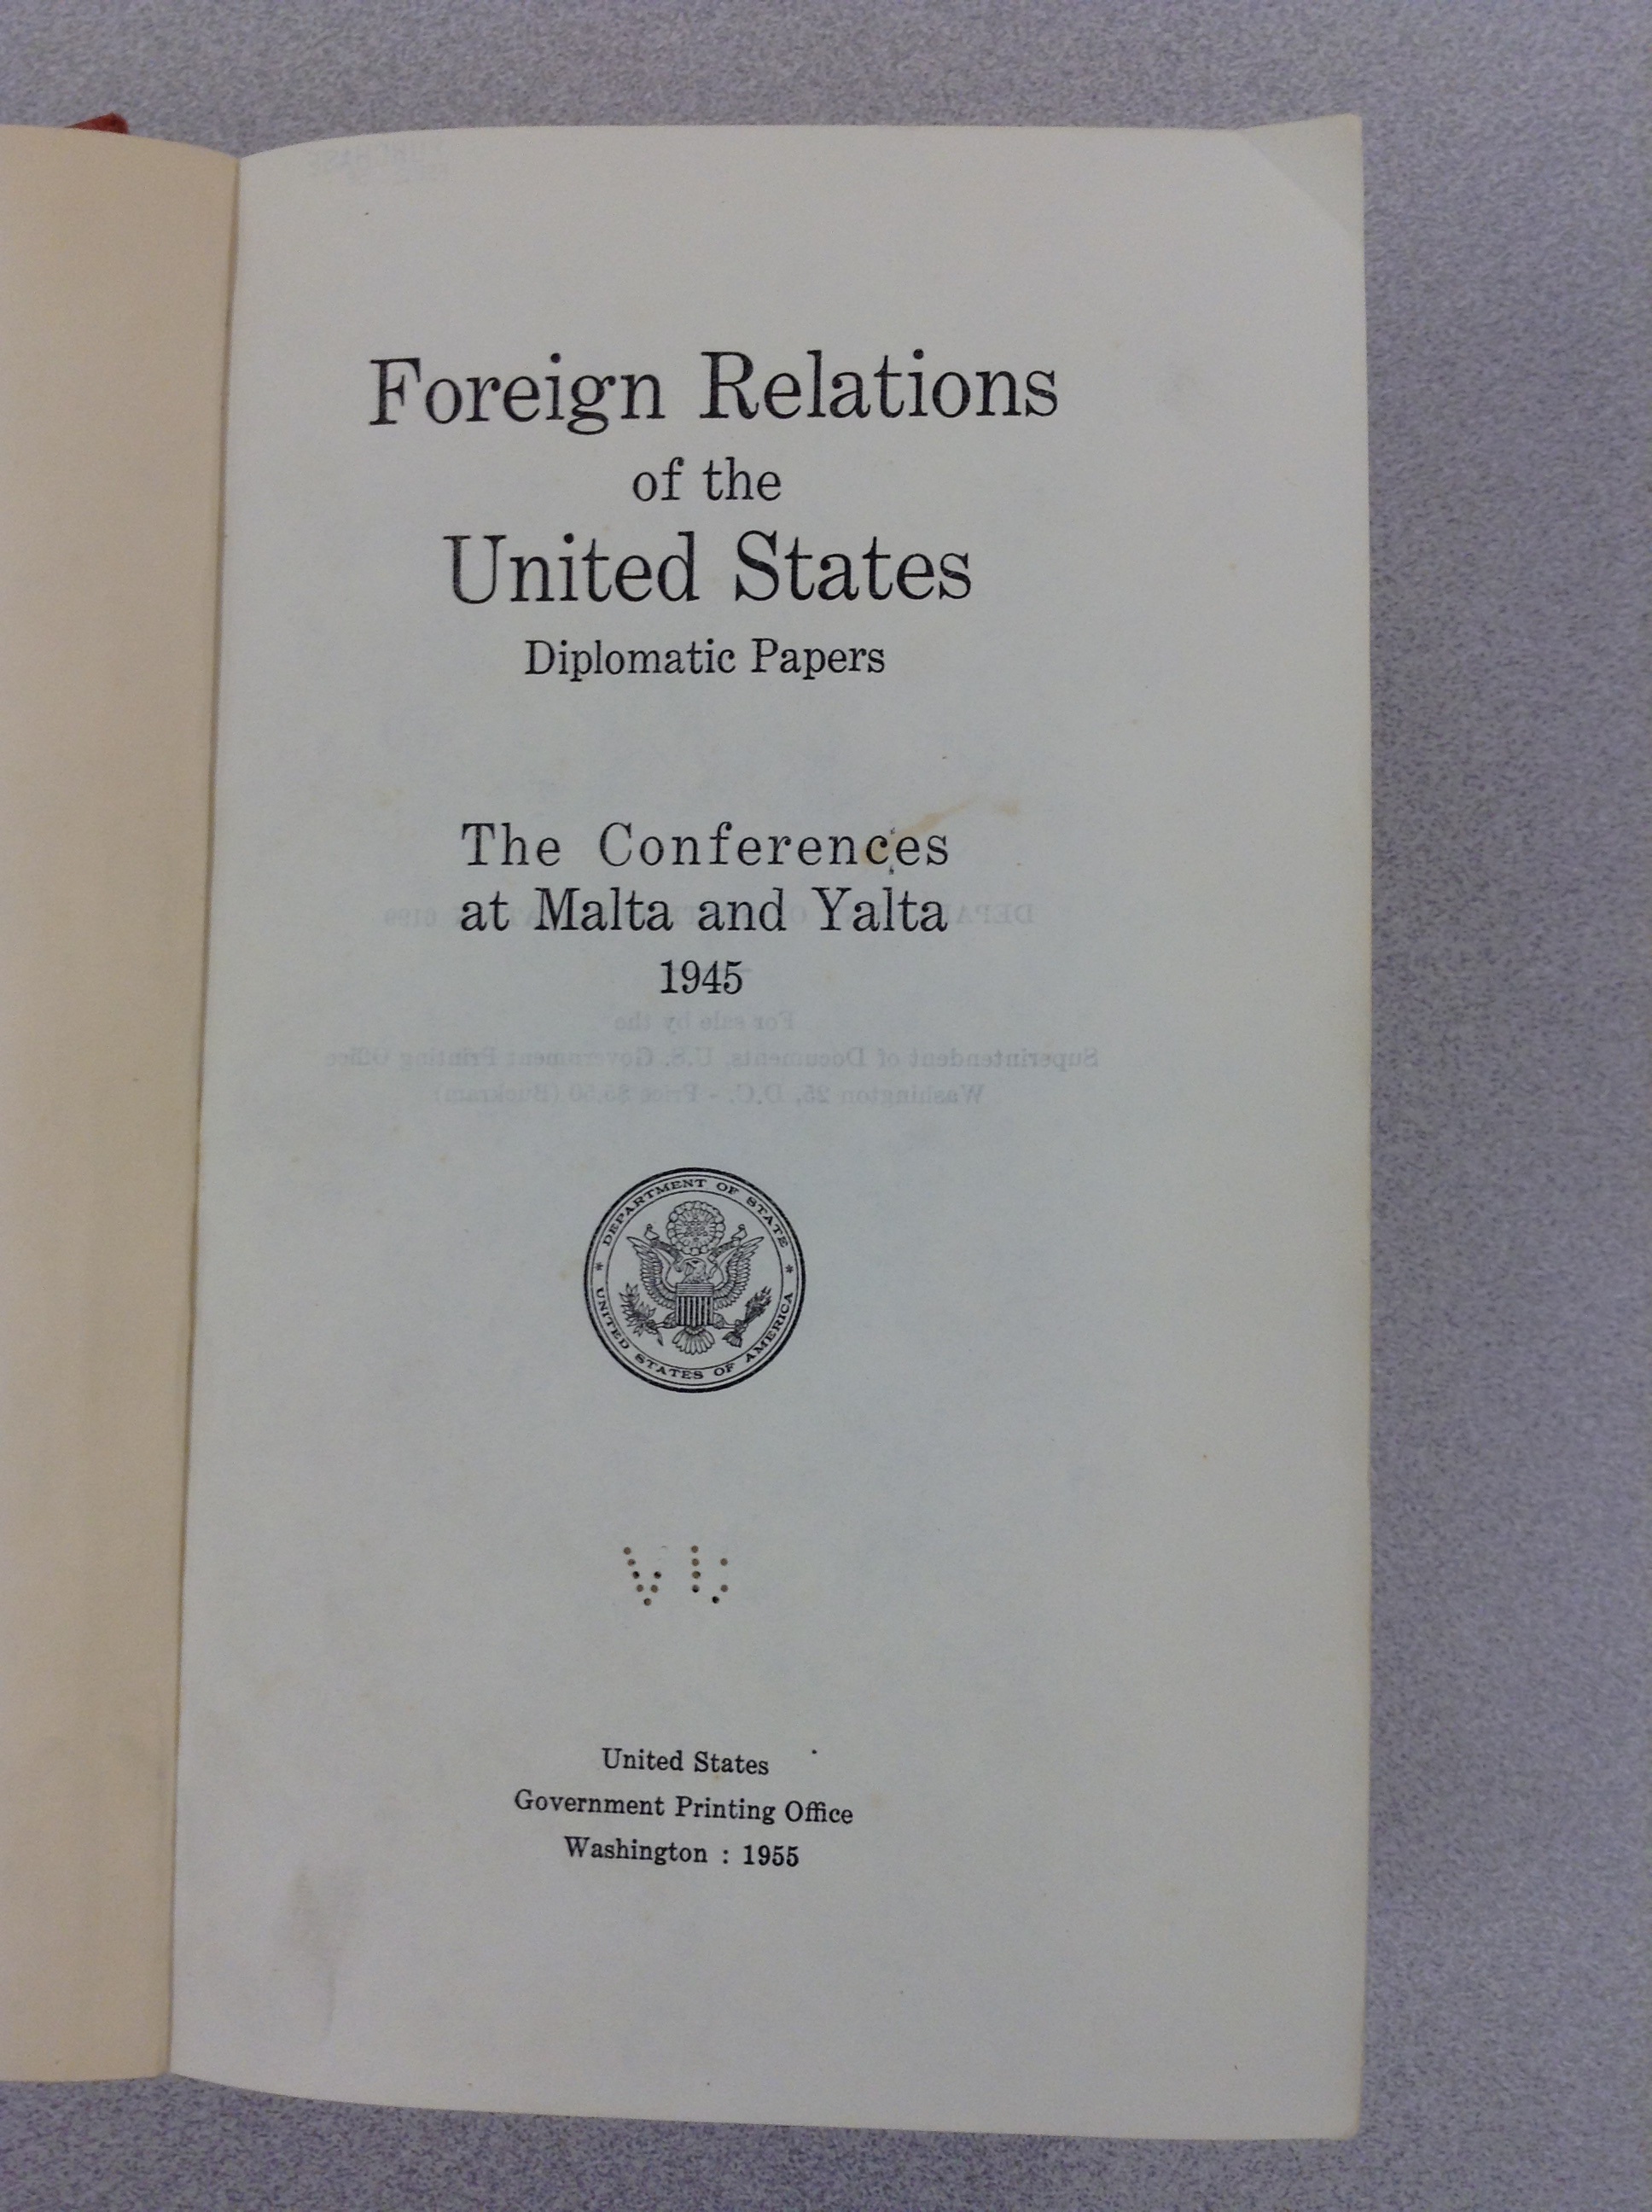 Foreign Relations
of the
United States
Diplomatic Papers
The Conferences
at Malta and Yalta
1945
DEPARTMENT OF STATE
UNITED STATES OF AMERICA
United States
Government Printing Office
Washington : 1955